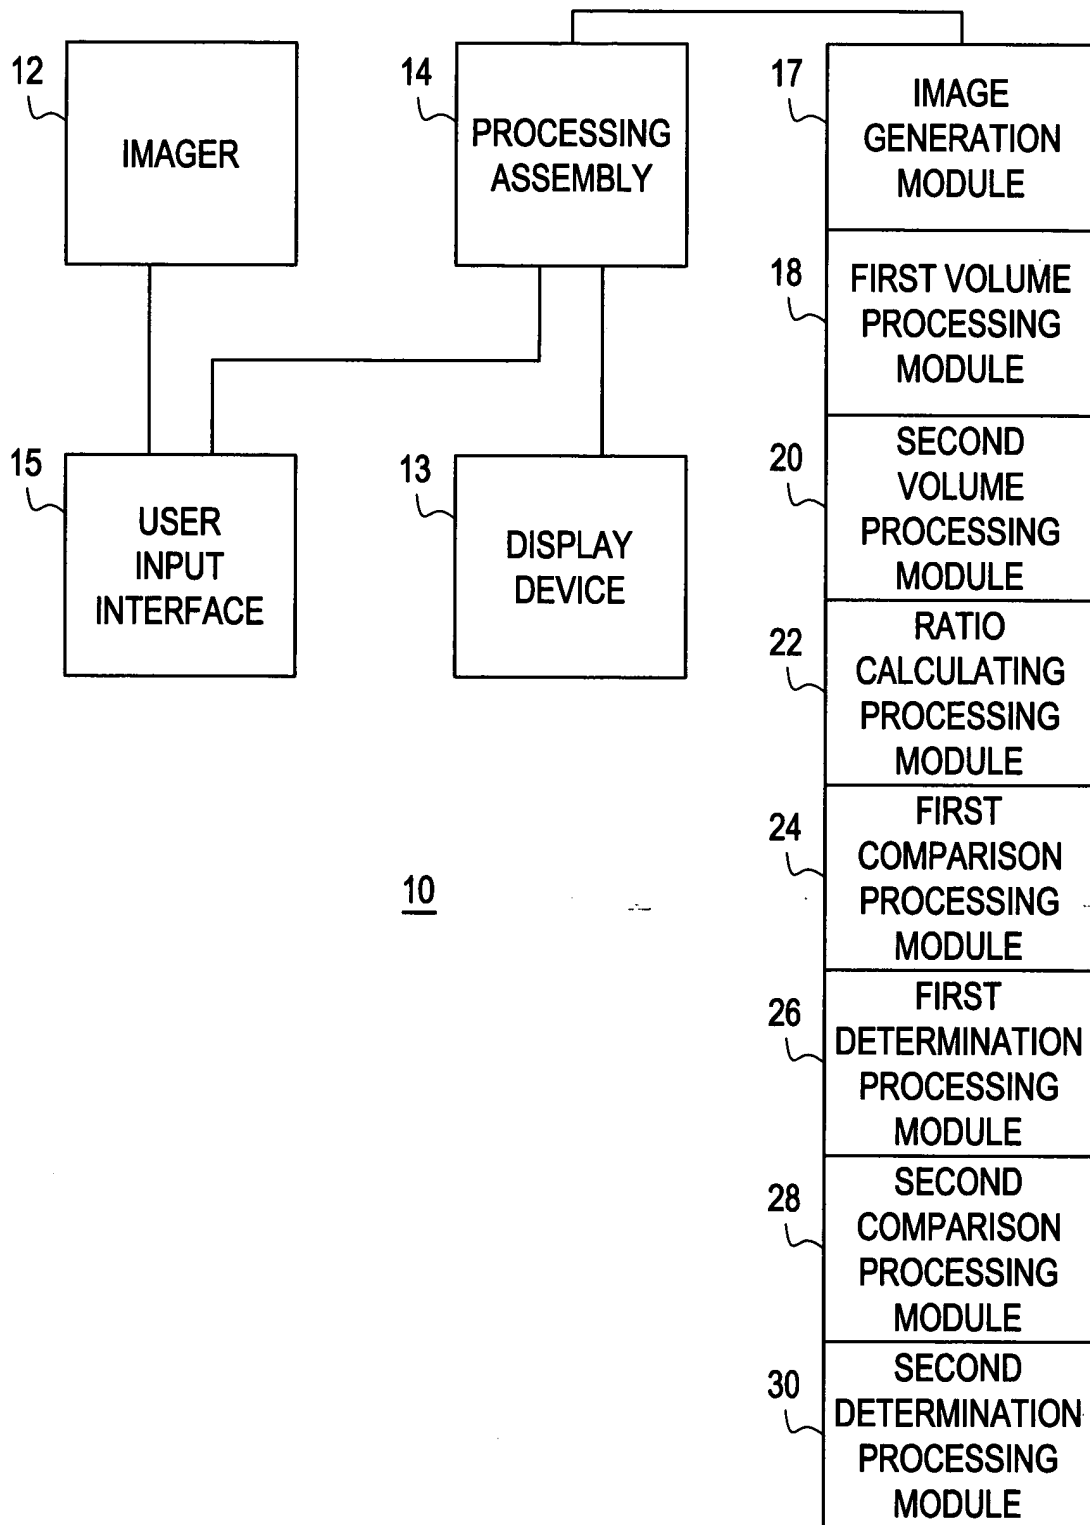 12
IMAGER
14
PROCESSING
ASSEMBLY
15
USER
INPUT
INTERFACE
13
DISPLAY
DEVICE
10
17
IMAGE
GENERATION
MODULE
18
FIRST VOLUME
PROCESSING
MODULE
20
SECOND
VOLUME
PROCESSING
MODULE
22
RATIO
CALCULATING
PROCESSING
MODULE
24
FIRST
COMPARISON
PROCESSING
MODULE
26
FIRST
DETERMINATION
PROCESSING
MODULE
28
SECOND
COMPARISON
PROCESSING
MODULE
30
SECOND
DETERMINATION
PROCESSING
MODULE